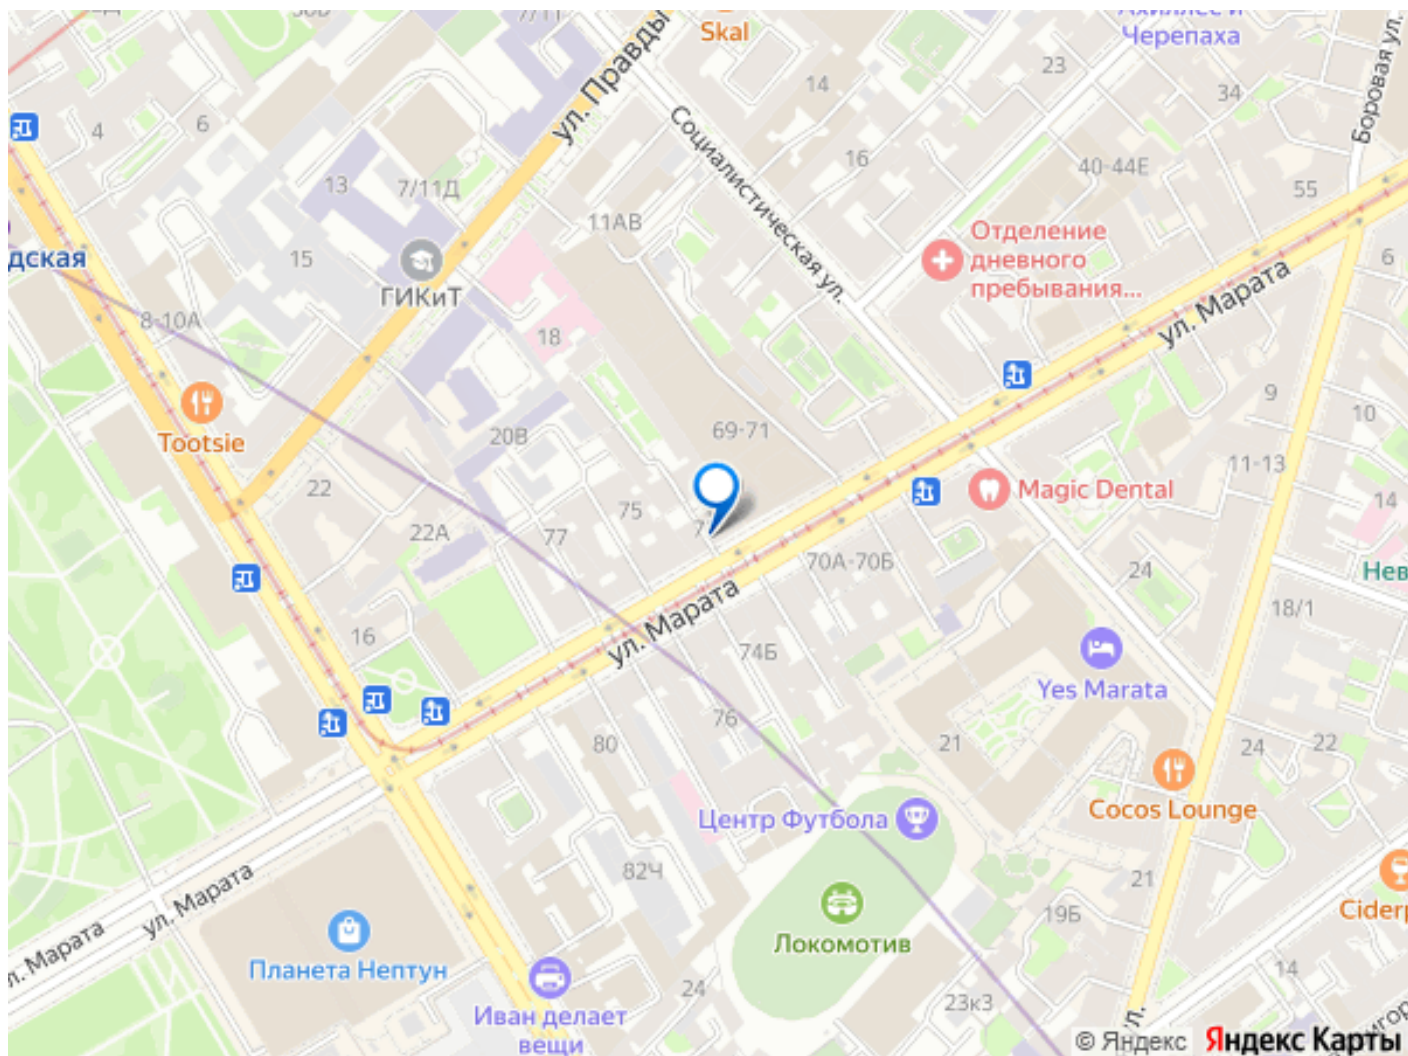 Skal
Ахиллес и
Черепаха
7/11
ул. Правды
14
23
34
Боровая ул.
4
6
Социалистическая ул.
16
40-44Е
55
13
7/11Д
11АВ
Отделение
дневного
пребывания...
6
дская
15
ГИКиТ
ул. Марата
8-10А
18
9
10
Tootsie
20В
69-71
11-13
22
Magic Dental
14
75
22А
77
70А-70Б
24
Нев
18/1
16
ул. Марата
74Б
Yes Marata
76
80
21
24
22
Cocos Lounge
Центр Футбола
82Ч
21
ул. Марата
19Б
Локомотив
Планета Нептун
14
24
23к3
Иван делает
вещи
© Яндекс
Яндекс Карты